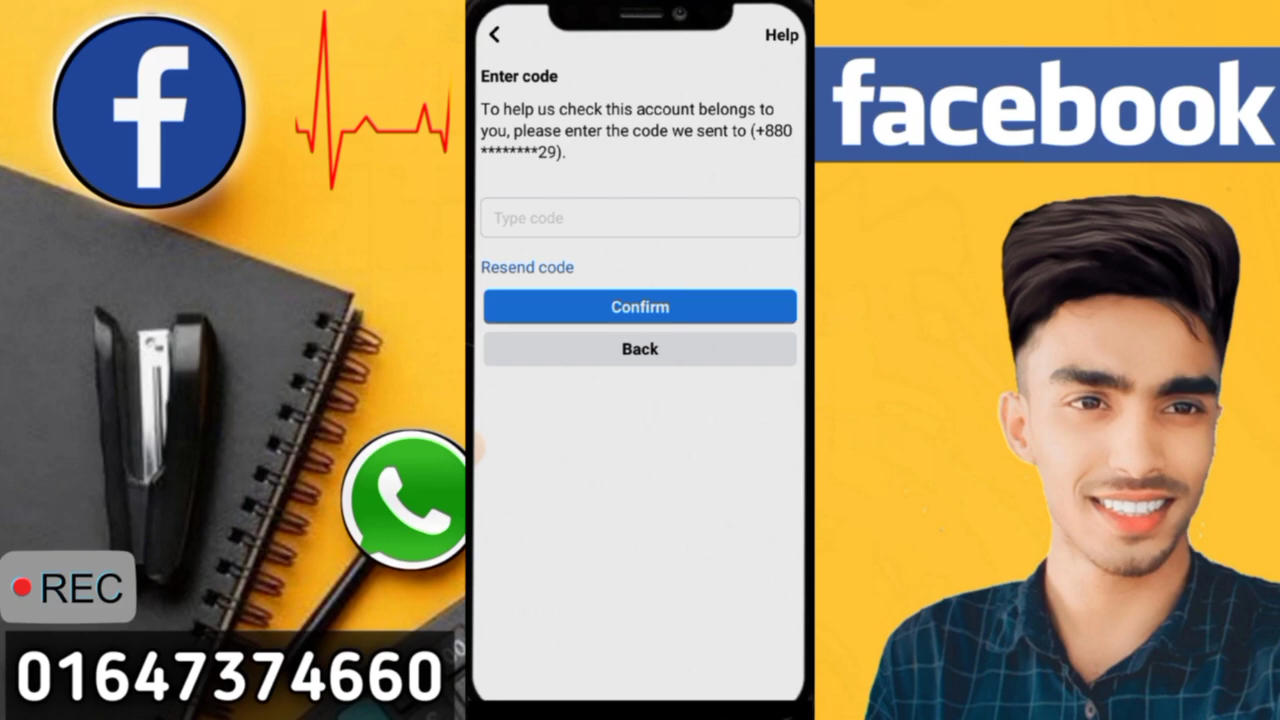 f
Help
Enter code
To help us check this account belongs to
you, please enter the code we sent to (+880
********29).
Type code
Resend code
Confirm
Back
facebook
REC
01647374660